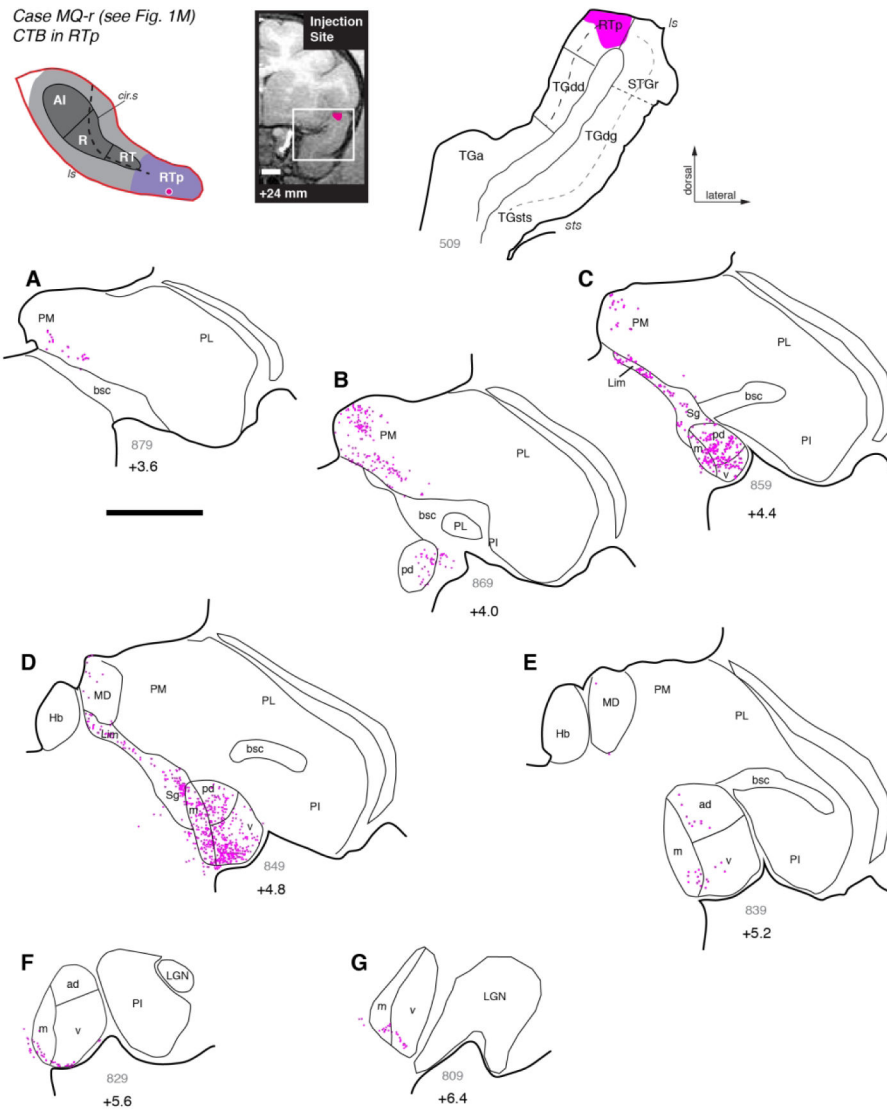 Case MQ-r (see Fig. 1M)
CTB in RTp
Injection
Site
+24 mm
AI
R
RT
RTp
cir.s
ls
RTp
ls
TGdd
STGr
TGdg
TGa
TGsts
sts
509
dorsal
lateral
A
PM
PL
bsc
879
+3.6
B
PM
PL
bsc
PL
PI
pd
869
+4.0
C
PM
PL
Lim
bsc
Sg
pd
m
v
PI
859
+4.4
D
Hb
MD
PM
PL
Lim
bsc
Sg
pd
m
v
PI
849
+4.8
E
Hb
MD
PM
PL
bsc
ad
m
v
PI
839
+5.2
F
LGN
ad
PI
m
v
829
+5.6
G
m
v
LGN
809
+6.4